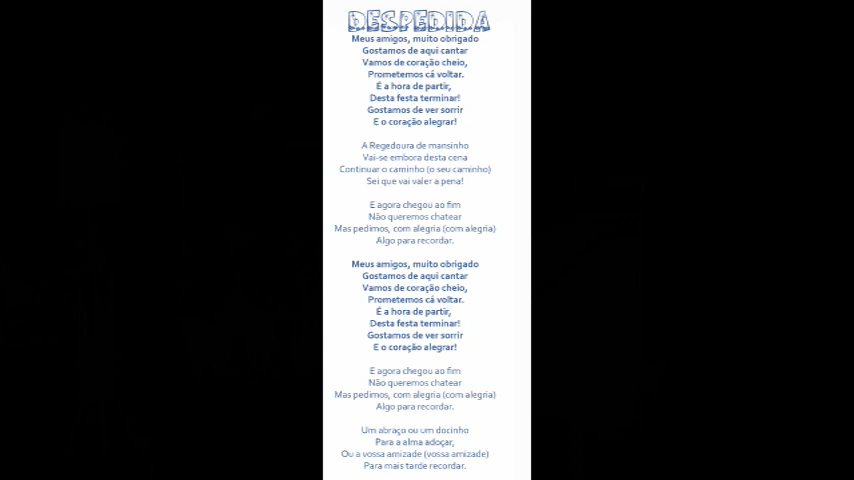 DESPEDIDA
Meus amigos, muito obrigado
Gostamos de aqui cantar
Vamos de coração cheio,
Prometemos cá voltar.
É a hora de partir,
Desta festa terminar!
Gostamos de ver sorrir
E o coração alegrar!
A Regedoura de mansinho
Vai-se embora desta cena
Continuar o caminho (o seu caminho)
Sei que vai valer a pena!
E agora chegou ao fim
Não queremos chatear
Mas pedimos, com alegria (com alegria)
Algo para recordar.
Meus amigos, muito obrigado
Gostamos de aqui cantar
Vamos de coração cheio,
Prometemos cá voltar.
É a hora de partir,
Desta festa terminar!
Gostamos de ver sorrir
E o coração alegrar!
E agora chegou ao fim
Não queremos chatear
Mas pedimos, com alegria (com alegria)
Algo para recordar.
Um abraço ou um docinho
Para a alma adoçar,
Ou a vossa amizade (vossa amizade)
Para mais tarde recordar.